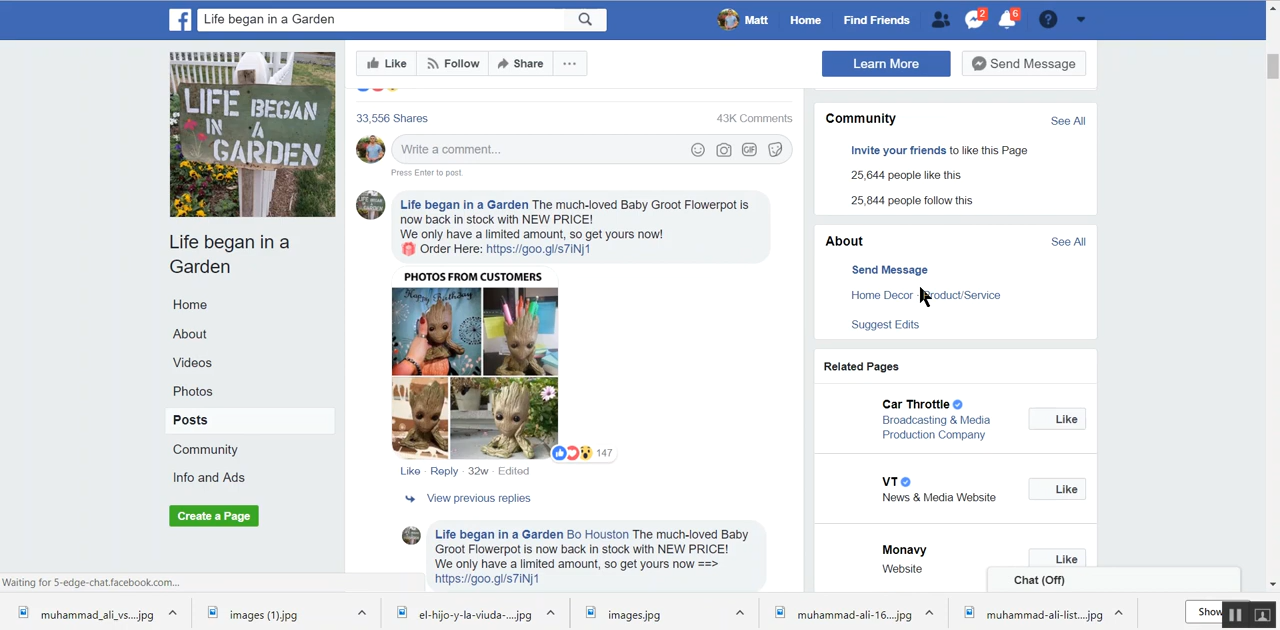 Life began in a Garden
Matt
Home
Find Friends
2
6
LIFE BEGAN
IN A
GARDEN
Life began in a
Garden
Home
About
Videos
Photos
Posts
Community
Info and Ads
Create a Page
Like
Follow
Share
Learn More
Send Message
33,556 Shares
43K Comments
Write a comment...
GIF
Press Enter to post.
Life began in a Garden The much-loved Baby Groot Flowerpot is
now back in stock with NEW PRICE!
We only have a limited amount, so get yours now!
Order Here: https://goo.gl/s7iNj1
PHOTOS FROM CUSTOMERS
Happy Birthday
147
Like · Reply · 32w · Edited
View previous replies
Life began in a Garden Bo Houston The much-loved Baby
Groot Flowerpot is now back in stock with NEW PRICE!
We only have a limited amount, so get yours now ==>
https://goo.gl/s7iNj1
Community
See All
Invite your friends to like this Page
25,644 people like this
25,844 people follow this
About
See All
Send Message
Home Decor · Product/Service
Suggest Edits
Related Pages
Car Throttle
Broadcasting & Media
Production Company
Like
VT
News & Media Website
Like
Monavy
Website
Like
Chat (Off)
Waiting for 5-edge-chat.facebook.com...
muhammad_ali_vs....jpg
images (1).jpg
el-hijo-y-la-viuda-....jpg
images.jpg
muhammad-ali-16....jpg
muhammad-ali-list....jpg
Show